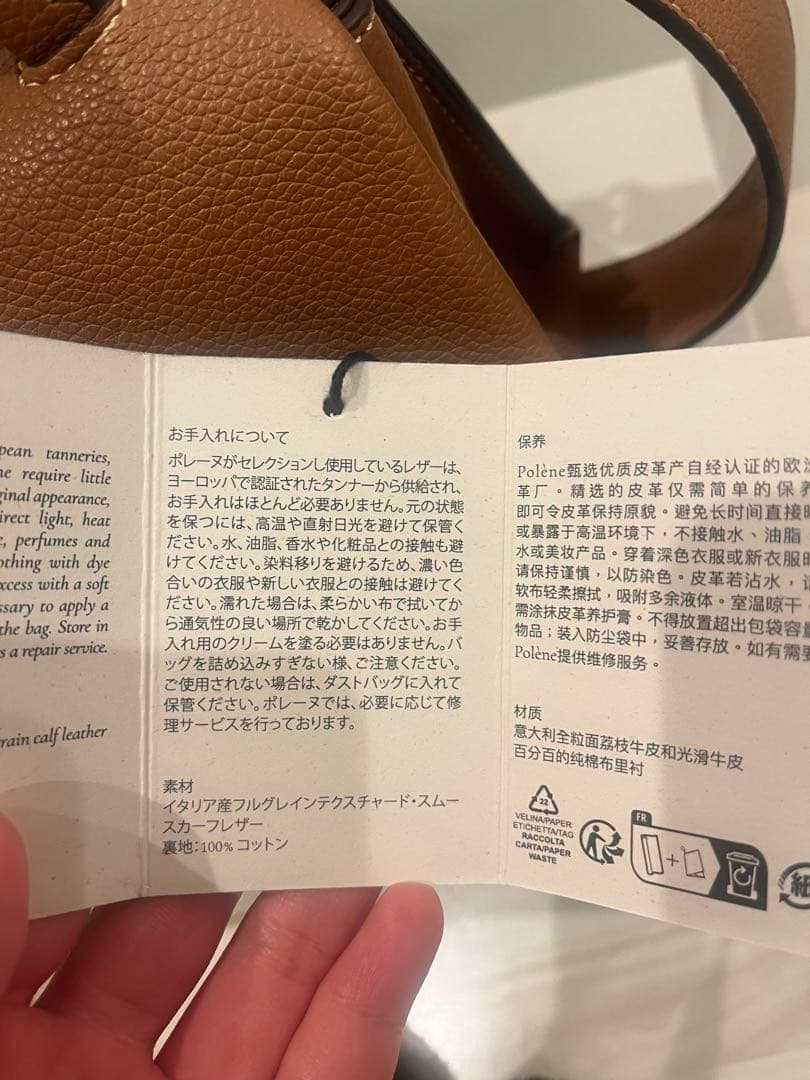 pean tanneries,
require little
ginal appearance,
irect light, heat
perfumes and
othing with dye
xcess with a soft
ssary to apply a
the bag. Store in
s a repair service.
rain calf leather
お手入れについて
ポレーヌがセレクションし使用しているレザーは、
ヨーロッパで認証されたタンナーから供給され、
お手入れはほとんど必要ありません。元の状態
を保つには、高温や直射日光を避けて保管く
ださい。水、油脂、香水や化粧品との接触も避
けてください。染料移りを避けるため、濃い色
合いの衣服や新しい衣服との接触は避けてく
ださい。濡れた場合は、柔らかい布で拭いてか
ら通気性の良い場所で乾かしてください。お手
入れ用のクリームを塗る必要はありません。バ
ッグを詰め込みすぎない様、ご注意ください。
ご使用されない場合は、ダストバッグに入れて
保管ください。ポレーヌでは、必要に応じて修
理サービスを行っております。
素材
イタリア産フルグレインテクスチャード・スムー
スカーフレザー
裏地:100% コットン
保养
Polène甄选优质皮革产自经认证的欧洲
革厂。精选的皮革仅需简单的保养
即可令皮革保持原貌。避免长时间直接
或暴露于高温环境下,不接触水、油脂
水或美妆产品。穿着深色衣服或新衣服时
请保持谨慎,以防染色。皮革若沾水,
软布轻柔擦拭,吸附多余液体。室温晾干
需涂抹皮革养护膏。不得放置超出包袋容量
物品;装入防尘袋中,妥善存放。如有需要
Polène提供维修服务。
材质
意大利全粒面荔枝牛皮和光滑牛皮
百分百的纯棉布里衬
22
VELINA/PAPER
ETICHETTA/TAG
RACCOLTA
CARTA/PAPER
WASTE
FR
紙